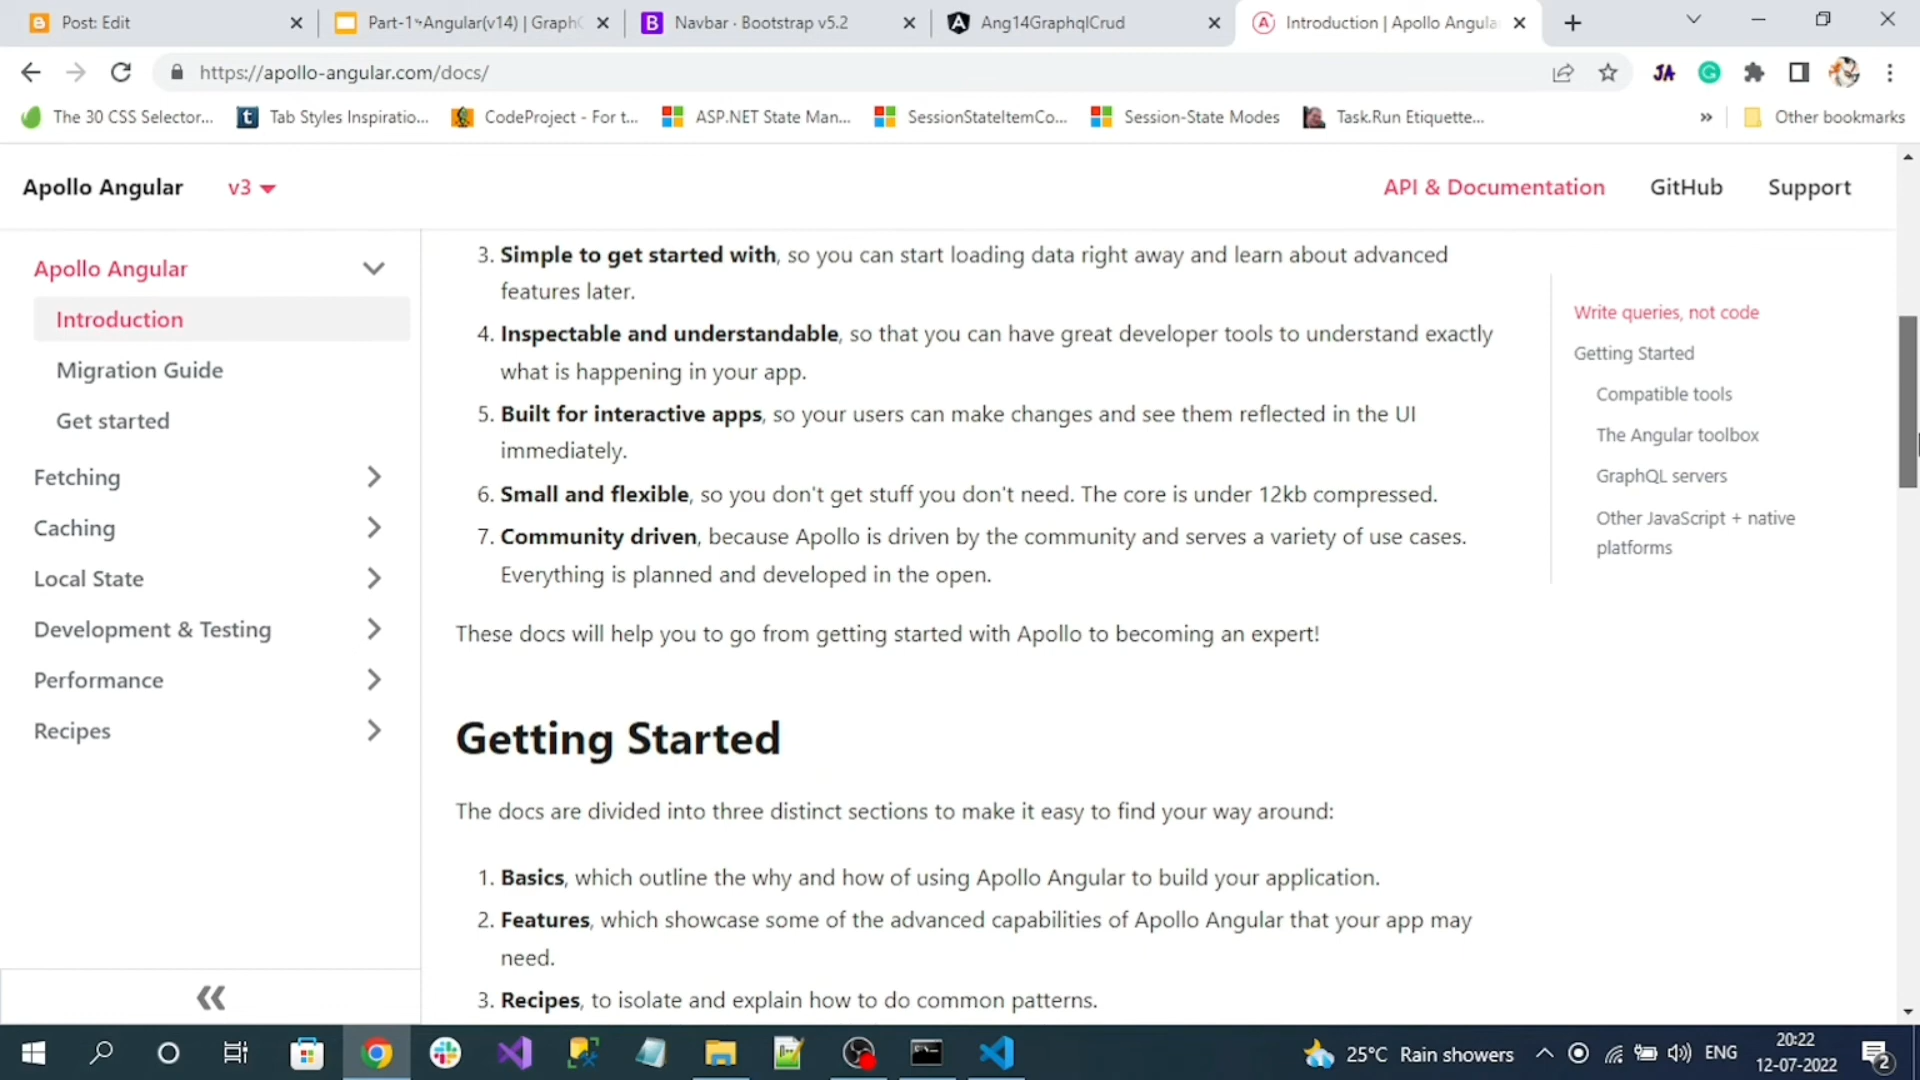 Post: Edit
Part-1 Angular(v14) | Graph
Navbar · Bootstrap v5.2
Ang14GraphqlCrud
Introduction | Apollo Angula
https://apollo-angular.com/docs/
The 30 CSS Selector...
Tab Styles Inspiratio...
CodeProject - For t...
ASP.NET State Man...
SessionStateItemCo...
Session-State Modes
Task.Run Etiquette...
»
Other bookmarks
Apollo Angular
v3
API & Documentation
GitHub
Support
Apollo Angular
Introduction
Migration Guide
Get started
Fetching
Caching
Local State
Development & Testing
Performance
Recipes
3. Simple to get started with, so you can start loading data right away and learn about advanced
features later.
4. Inspectable and understandable, so that you can have great developer tools to understand exactly
what is happening in your app.
5. Built for interactive apps, so your users can make changes and see them reflected in the UI
immediately.
6. Small and flexible, so you don't get stuff you don't need. The core is under 12kb compressed.
7. Community driven, because Apollo is driven by the community and serves a variety of use cases.
Everything is planned and developed in the open.
These docs will help you to go from getting started with Apollo to becoming an expert!
Getting Started
The docs are divided into three distinct sections to make it easy to find your way around:
1. Basics, which outline the why and how of using Apollo Angular to build your application.
2. Features, which showcase some of the advanced capabilities of Apollo Angular that your app may
need.
3. Recipes, to isolate and explain how to do common patterns.
Write queries, not code
Getting Started
Compatible tools
The Angular toolbox
GraphQL servers
Other JavaScript + native
platforms
25°C Rain showers
ENG
20:22
12-07-2022
2